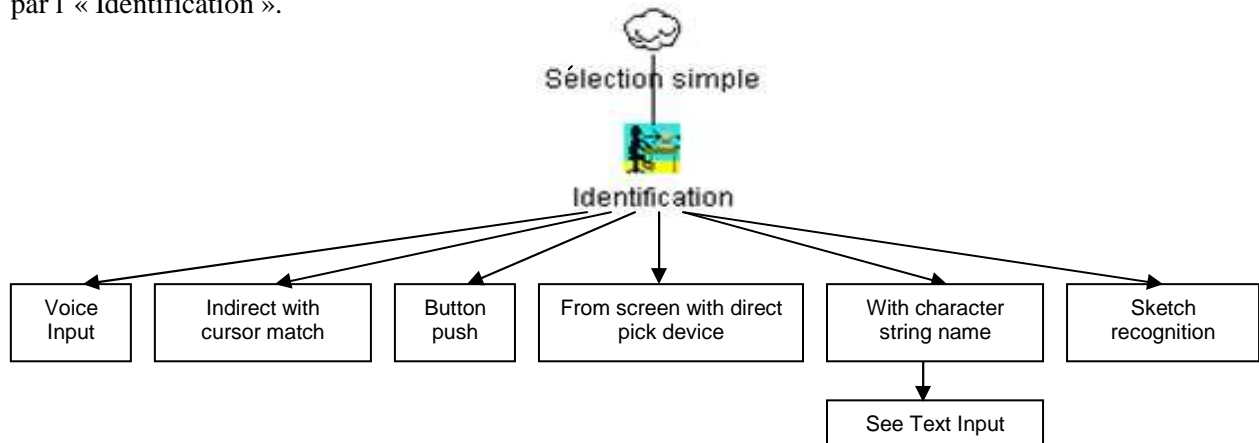 par l' « Identification ».
Sélection simple
Identification
Voice
Input
Indirect with
cursor match
Button
push
From screen with direct
pick device
With character
string name
Sketch
recognition
See Text Input